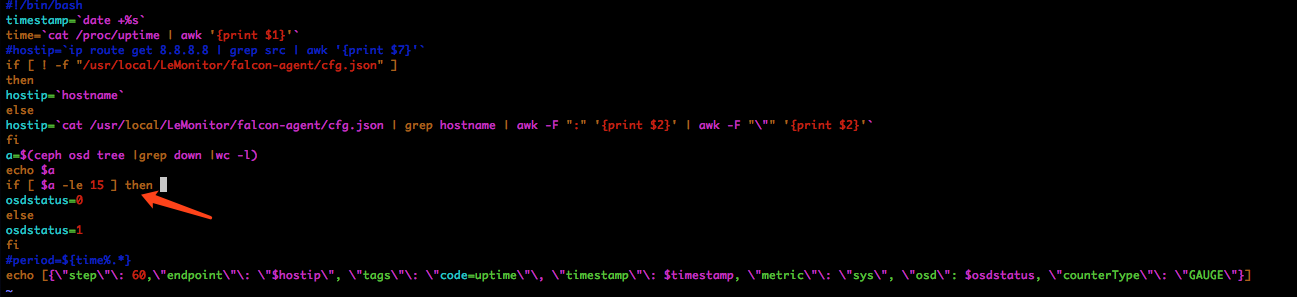 #!/bin/bash
timestamp=`date +%s`
time=`cat /proc/uptime | awk '{print $1}'`
#hostip=`ip route get 8.8.8.8 | grep src | awk '{print $7}'`
if [ ! -f "/usr/local/LeMonitor/falcon-agent/cfg.json" ]
then
hostip=`hostname`
else
hostip=`cat /usr/local/LeMonitor/falcon-agent/cfg.json | grep hostname | awk -F ":" '{print $2}' | awk -F "\"" '{print $2}'`
fi
a=$(ceph osd tree |grep down |wc -l)
echo $a
if [ $a -le 15 ] then
osdstatus=0
else
osdstatus=1
fi
#period=${time%.*}
echo [{\"step\"\: 60,\"endpoint\"\: \"$hostip\", \"tags\"\: \"code=uptime\"\, \"timestamp\"\: $timestamp, \"metric\"\: \"sys\", \"osd\": $osdstatus, \"counterType\"\: \"GAUGE\"}]
~